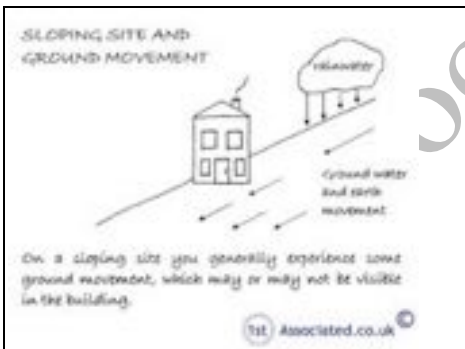 SLOPING SITE AND
GROUND MOVEMENT
rainwater
Ground water
and earth
movement
On a sloping site you generally experience some
ground movement, which may or may not be visible
in the building.
1st Associated.co.uk ©